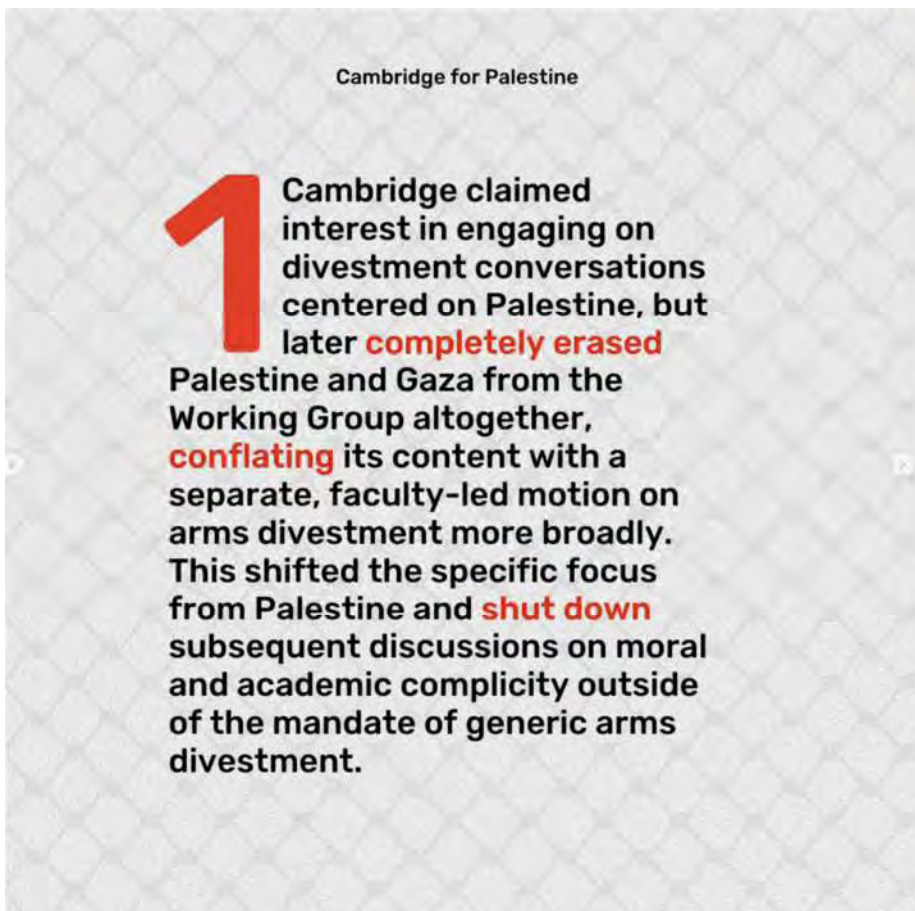 Cambridge for Palestine
1
Cambridge claimed
interest in engaging on
divestment conversations
centered on Palestine, but
later completely erased
Palestine and Gaza from the
Working Group altogether,
conflating its content with a
separate, faculty-led motion on
arms divestment more broadly.
This shifted the specific focus
from Palestine and shut down
subsequent discussions on moral
and academic complicity outside
of the mandate of generic arms
divestment.